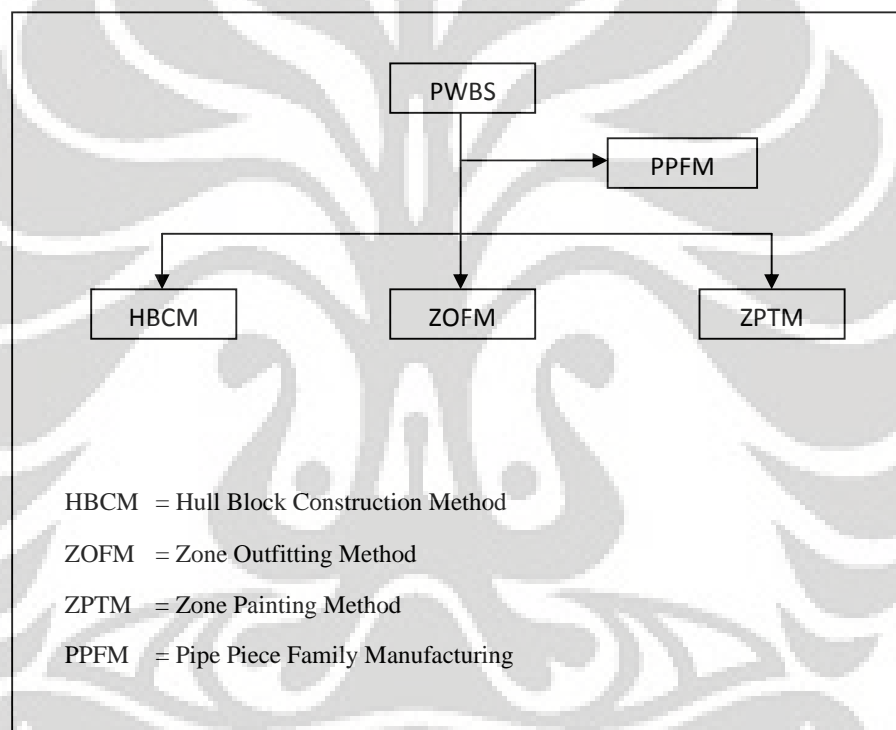 PWBS
PPFM
HBCM ZOFM ZPTM
HBCM = Hull Block Construction Method
ZOFM = Zone Outfitting Method
ZPTM = Zone Painting Method
PPFM = Pipe Piece Family Manufacturing